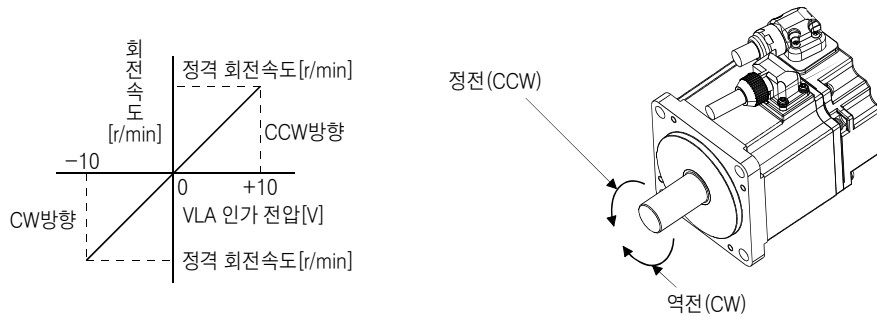 회전속도
[r/min]
정격 회전속도[r/min]
CCW방향
−10
0
+10
CW방향
VLA 인가 전압[V]
정격 회전속도[r/min]
정전(CCW)
역전(CW)